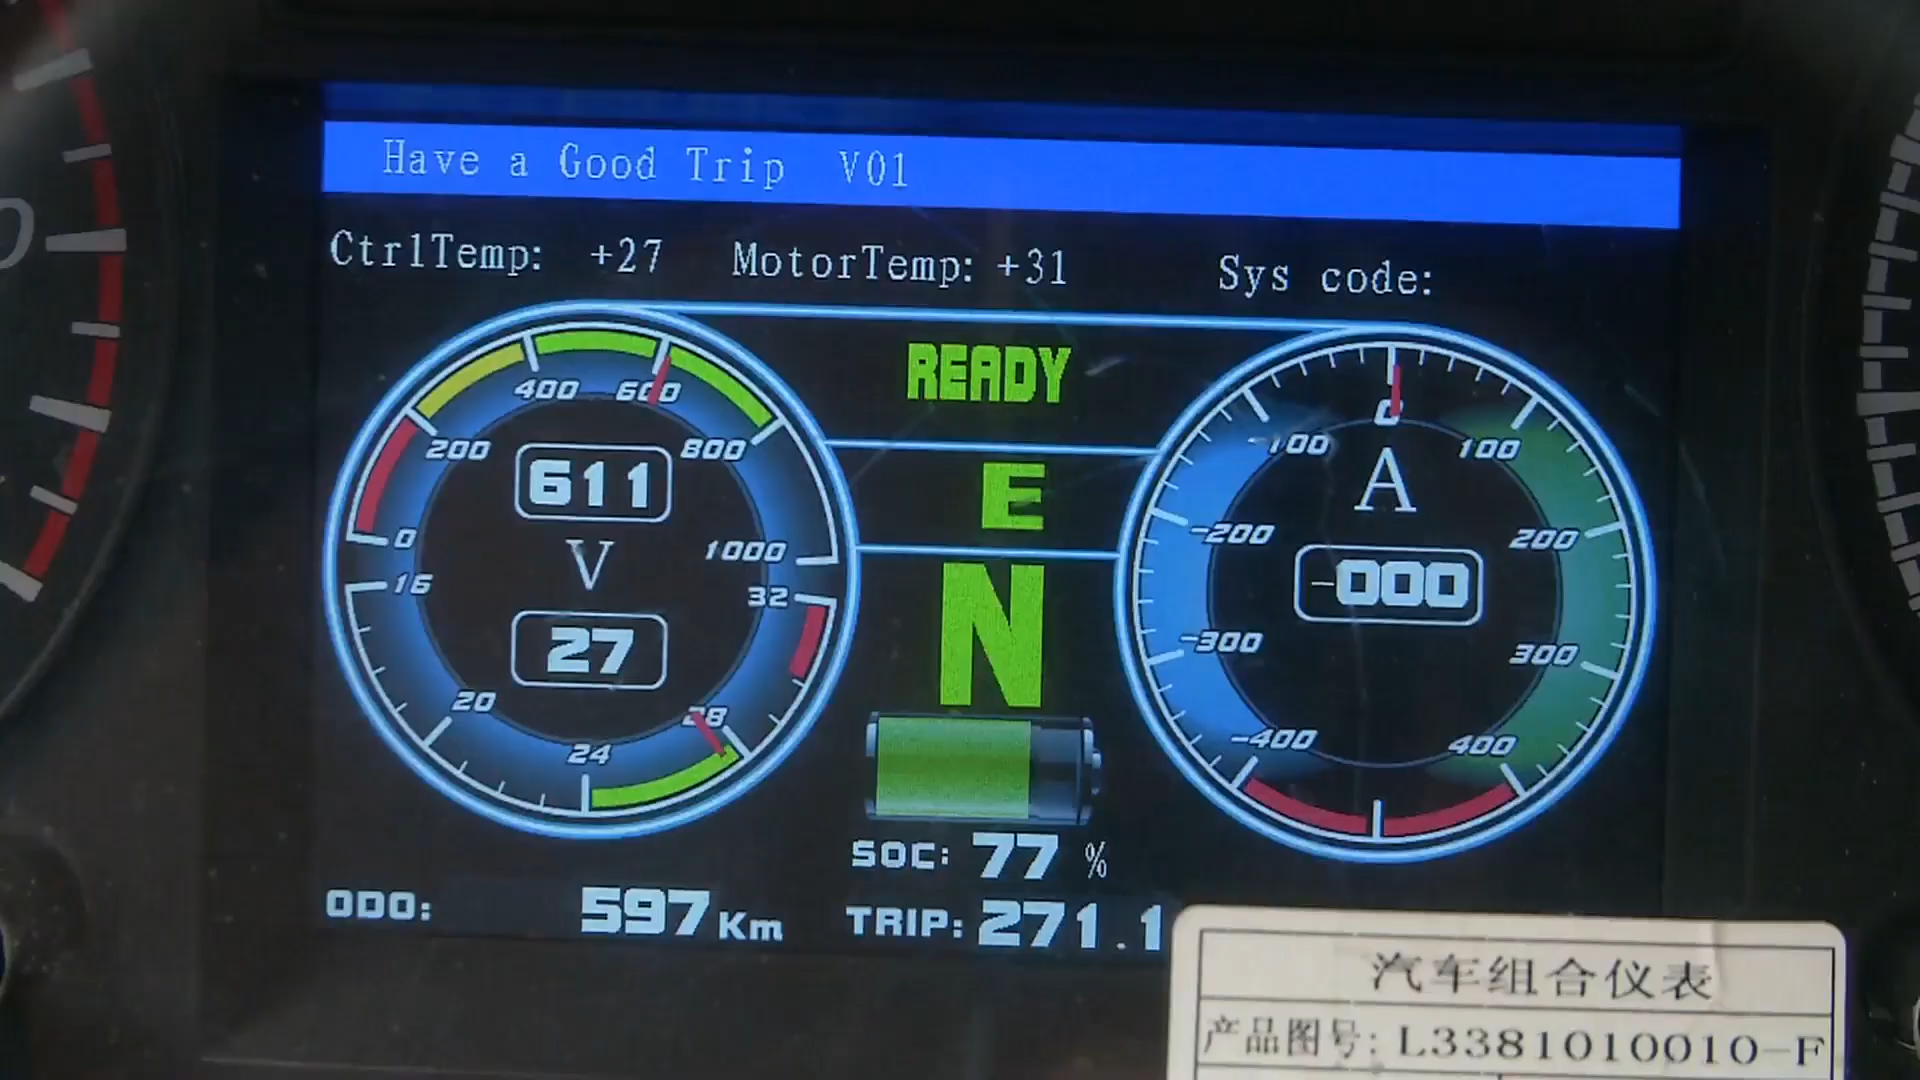 Have a Good Trip V01
CtrlTemp: +27 MotorTemp: +31 Sys code:
READY
400 600
200 800
611
E
0 V 1000
16 27 32
20 28
24
N
0
-100 100
A
-200 200
-000
-300 300
-400 400
SOC: 77 %
ODO: 597 Km TRIP: 271.1
汽车组合仪表
产品图号: L3381010010-F